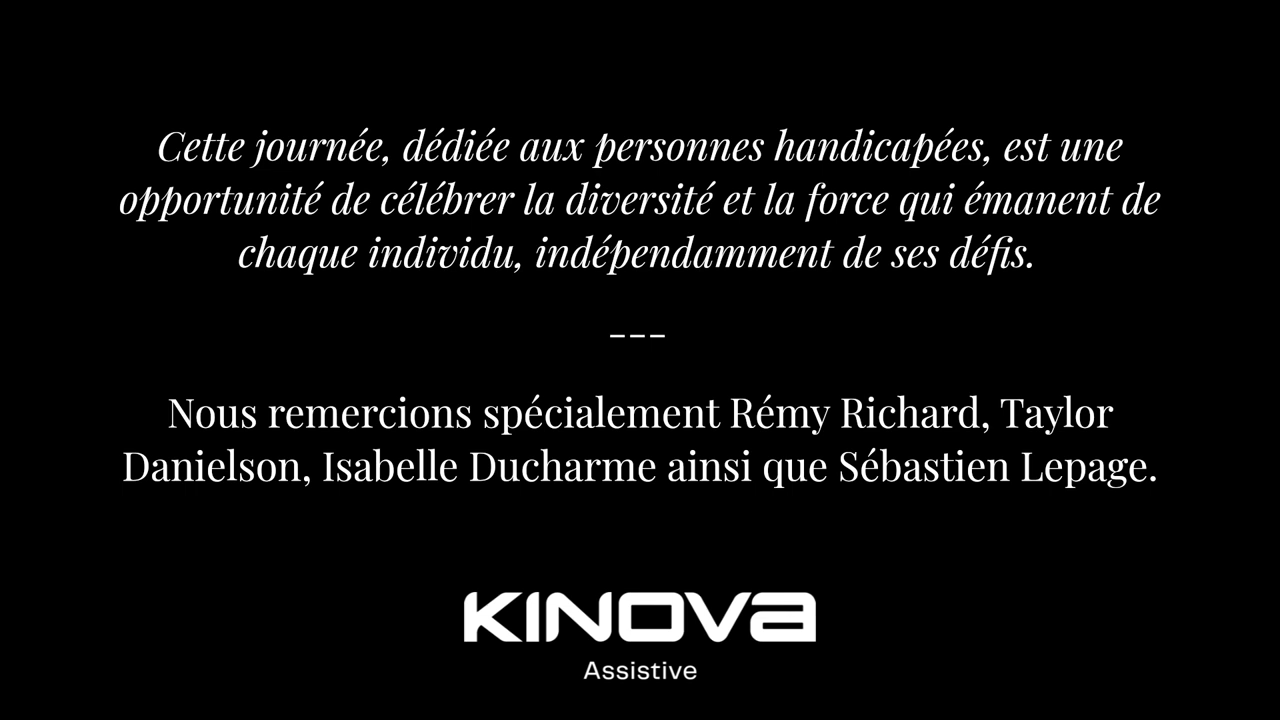 Cette journée, dédiée aux personnes handicapées, est une
opportunité de célébrer la diversité et la force qui émanent de
chaque individu, indépendamment de ses défis.
---
Nous remercions spécialement Rémy Richard, Taylor
Danielson, Isabelle Ducharme ainsi que Sébastien Lepage.
KINOVA
Assistive